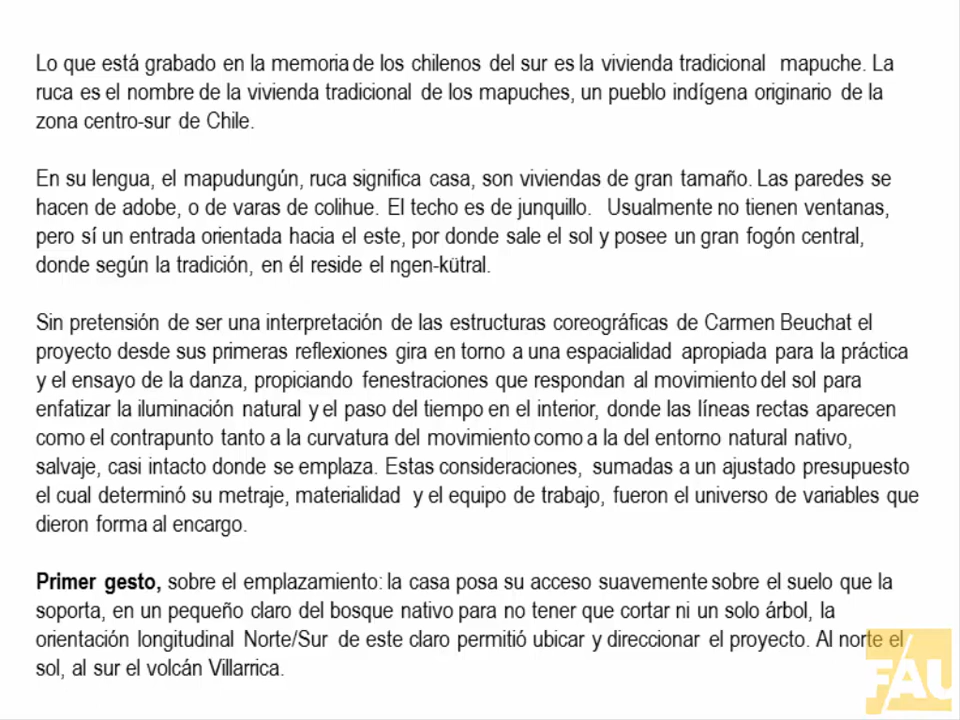 Lo que está grabado en la memoria de los chilenos del sur es la vivienda tradicional mapuche. La
ruca es el nombre de la vivienda tradicional de los mapuches, un pueblo indígena originario de la
zona centro-sur de Chile.
En su lengua, el mapudungún, ruca significa casa, son viviendas de gran tamaño. Las paredes se
hacen de adobe, o de varas de colihue. El techo es de junquillo. Usualmente no tienen ventanas,
pero sí un entrada orientada hacia el este, por donde sale el sol y posee un gran fogón central,
donde según la tradición, en él reside el ngen-kütral.
Sin pretensión de ser una interpretación de las estructuras coreográficas de Carmen Beuchat el
proyecto desde sus primeras reflexiones gira en torno a una espacialidad apropiada para la práctica
y el ensayo de la danza, propiciando fenestraciones que respondan al movimiento del sol para
enfatizar la iluminación natural y el paso del tiempo en el interior, donde las líneas rectas aparecen
como el contrapunto tanto a la curvatura del movimiento como a la del entorno natural nativo,
salvaje, casi intacto donde se emplaza. Estas consideraciones, sumadas a un ajustado presupuesto
el cual determinó su metraje, materialidad y el equipo de trabajo, fueron el universo de variables que
dieron forma al encargo.
Primer gesto, sobre el emplazamiento: la casa posa su acceso suavemente sobre el suelo que la
soporta, en un pequeño claro del bosque nativo para no tener que cortar ni un solo árbol, la
orientación longitudinal Norte/Sur de este claro permitió ubicar y direccionar el proyecto. Al norte el
sol, al sur el volcán Villarrica.
FAU